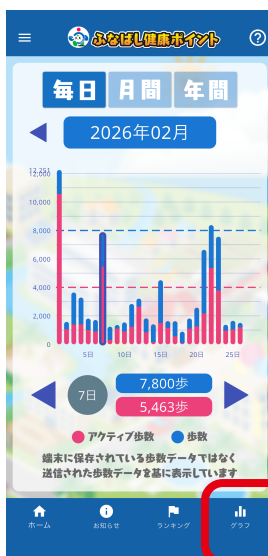 ふなばし健康ポイント
毎日 月間 年間
2026年02月
12,251
12,000
10,000
8,000
6,000
4,000
2,000
0
5日 10日 15日 20日 25日
7日
7,800歩
5,463歩
アクティブ歩数 歩数
端末に保存されている歩数データではなく
送信された歩数データを基に表示しています
ホーム お知らせ ランキング グラフ